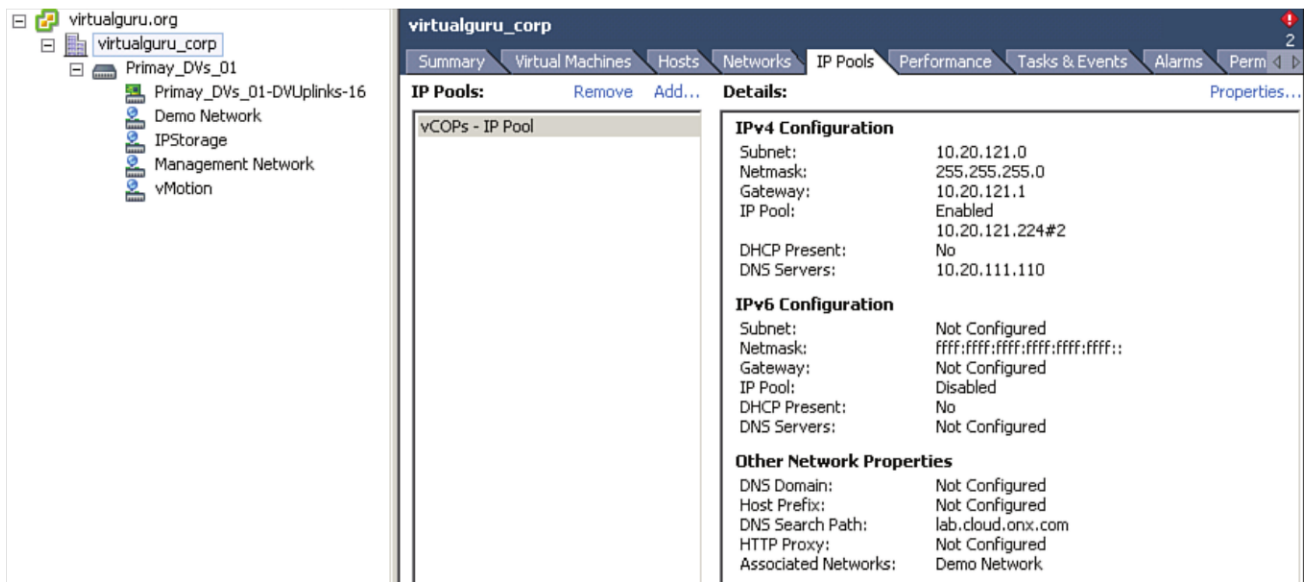 virtualguru.org
virtualguru_corp
Primay_DVs_01
Primay_DVs_01-DVUplinks-16
Demo Network
IPStorage
Management Network
vMotion
virtualguru_corp
2
Summary Virtual Machines Hosts Networks IP Pools Performance Tasks & Events Alarms Perm
IP Pools: Remove Add...
vCOPs - IP Pool
Details: Properties...
IPv4 Configuration
Subnet: 10.20.121.0
Netmask: 255.255.255.0
Gateway: 10.20.121.1
IP Pool: Enabled
10.20.121.224#2
DHCP Present: No
DNS Servers: 10.20.111.110
IPv6 Configuration
Subnet: Not Configured
Netmask: ffff:ffff:ffff:ffff:ffff:ffff::
Gateway: Not Configured
IP Pool: Disabled
DHCP Present: No
DNS Servers: Not Configured
Other Network Properties
DNS Domain: Not Configured
Host Prefix: Not Configured
DNS Search Path: lab.cloud.onx.com
HTTP Proxy: Not Configured
Associated Networks: Demo Network